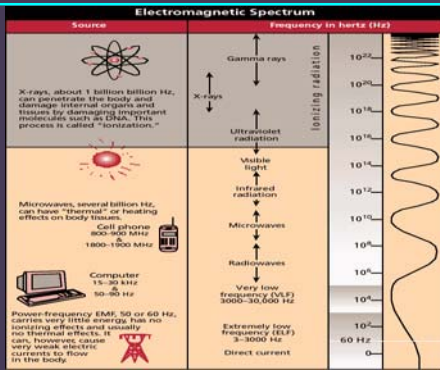 Electromagnetic Spectrum
Source
Frequency in hertz (Hz)
X-rays, about 1 billion billion Hz,
can penetrate the body and
damage internal organs and
tissues by damaging important
molecules such as DNA. This
process is called "ionization."
Microwaves, several billion Hz,
can have "thermal" or heating
effects on body tissues.
Cell phone
800-900 MHz
&
1800-1900 MHz
Computer
15-30 kHz
&
50-90 Hz
Power-frequency EMF, 50 or 60 Hz,
carries very little energy, has no
ionizing effects and usually
no thermal effects. It
can, however, cause
very weak electric
currents to flow
in the body.
Gamma rays
X-rays
Ultraviolet
radiation
Ionizing radiation
Visible
light
Infrared
radiation
Microwaves
Radiowaves
Very low
frequency (VLF)
3000-30,000 Hz
Extremely low
frequency (ELF)
3-3000 Hz
Direct current
10²²
10²⁰
10¹⁸
10¹⁶
10¹⁴
10¹²
10¹⁰
10⁸
10⁶
10⁴
10²
60 Hz
0